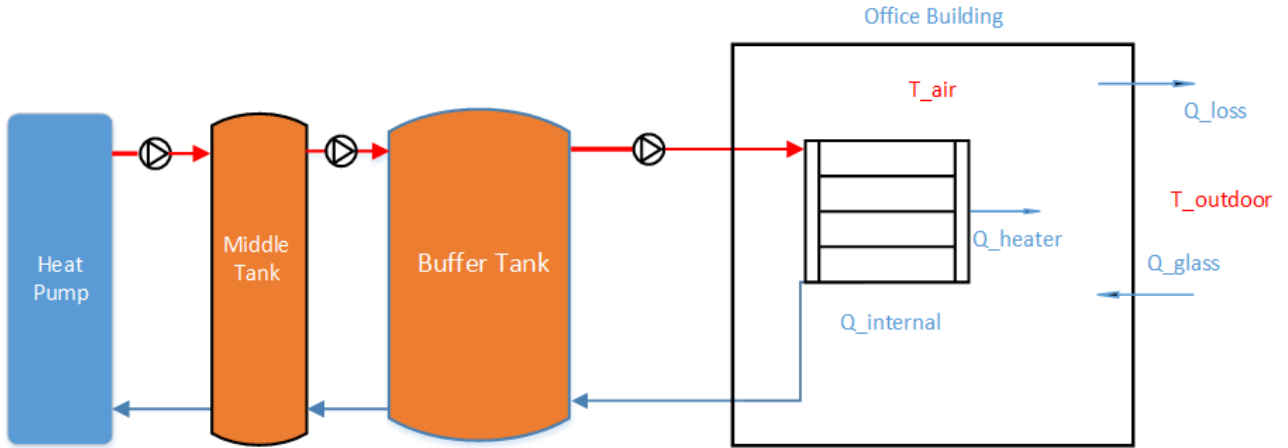 Office Building
T_air
Q_loss
T_outdoor
Q_heater
Q_glass
Q_internal
Heat
Pump
Middle
Tank
Buffer Tank